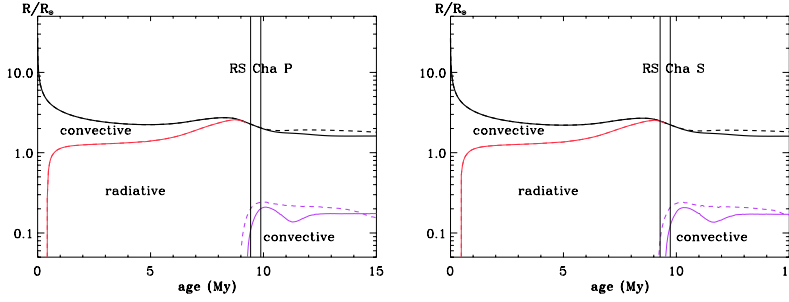 R/R⊙ R/R⊙
RS Cha P RS Cha S
10.0 10.0
convective convective
1.0 1.0
radiative radiative
convective convective
0.1 0.1
0 5 10 15 0 5 10 15
age (My) age (My)